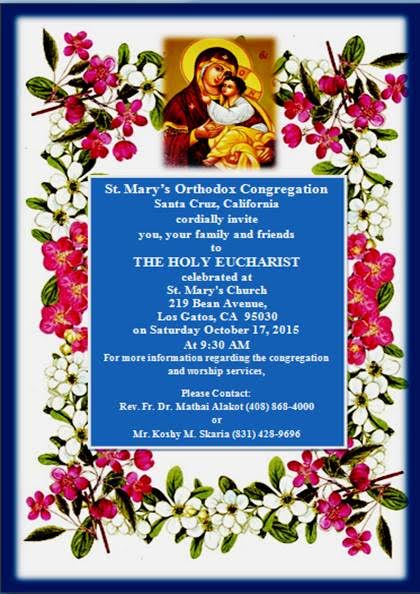 St. Mary's Orthodox Congregation
Santa Cruz, California
cordially invite
you, your family and friends
to
THE HOLY EUCHARIST
celebrated at
St. Mary's Church
219 Bean Avenue,
Los Gatos, CA 95030
on Saturday October 17, 2015
At 9:30 AM
For more information regarding the congregation
and worship services,
Please Contact:
Rev. Fr. Dr. Mathai Alakot (408) 868-4000
or
Mr. Koshy M. Skaria (831) 428-9696